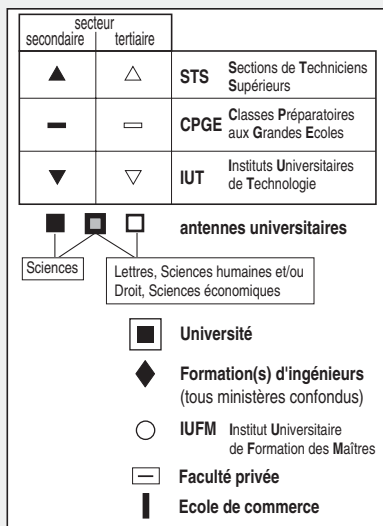 secteur
secondaire tertiaire
STS Sections de Techniciens
Supérieurs
CPGE Classes Préparatoires
aux Grandes Ecoles
IUT Instituts Universitaires
de Technologie
antennes universitaires
Sciences
Lettres, Sciences humaines et/ou
Droit, Sciences économiques
Université
Formation(s) d'ingénieurs
(tous ministères confondus)
IUFM Institut Universitaire
de Formation des Maîtres
Faculté privée
Ecole de commerce